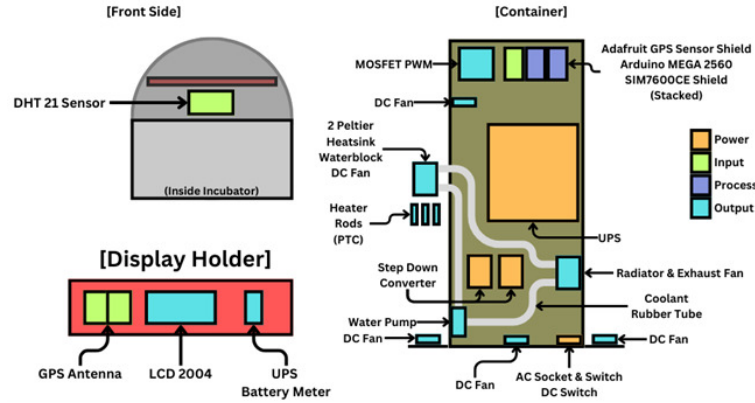 [Front Side]
DHT 21 Sensor
(Inside Incubator)
[Display Holder]
GPS Antenna
LCD 2004
UPS
Battery Meter
[Container]
MOSFET PWM
Adafruit GPS Sensor Shield
Arduino MEGA 2560
SIM7600CE Shield
(Stacked)
DC Fan
2 Peltier
Heatsink
Waterblock
DC Fan
Heater
Rods
(PTC)
UPS
Step Down
Converter
Radiator & Exhaust Fan
Coolant
Rubber Tube
Water Pump
DC Fan
DC Fan
AC Socket & Switch
DC Switch
DC Fan
Power
Input
Process
Output